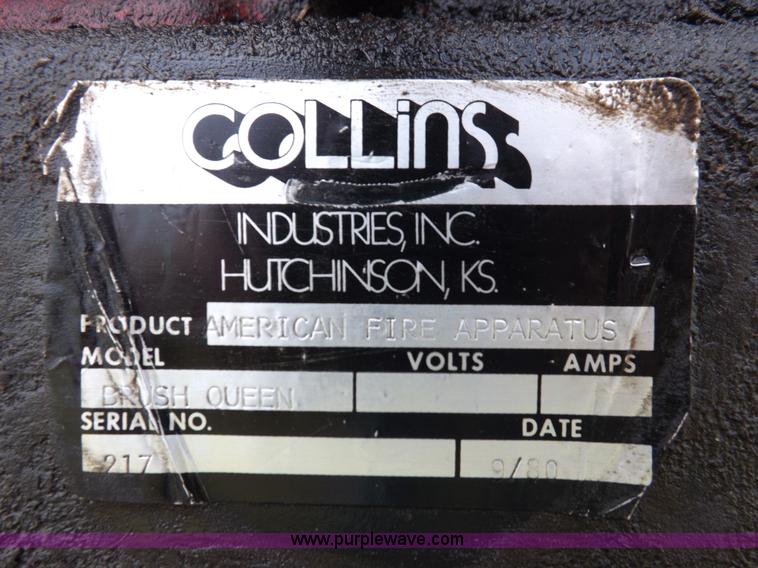 COLLiNS
INDUSTRIES, INC.
HUTCHINSON, KS.
PRODUCT AMERICAN FIRE APPARATUS
MODEL VOLTS AMPS
BRUSH QUEEN
SERIAL NO. DATE
217 9/80
www.purplewave.com